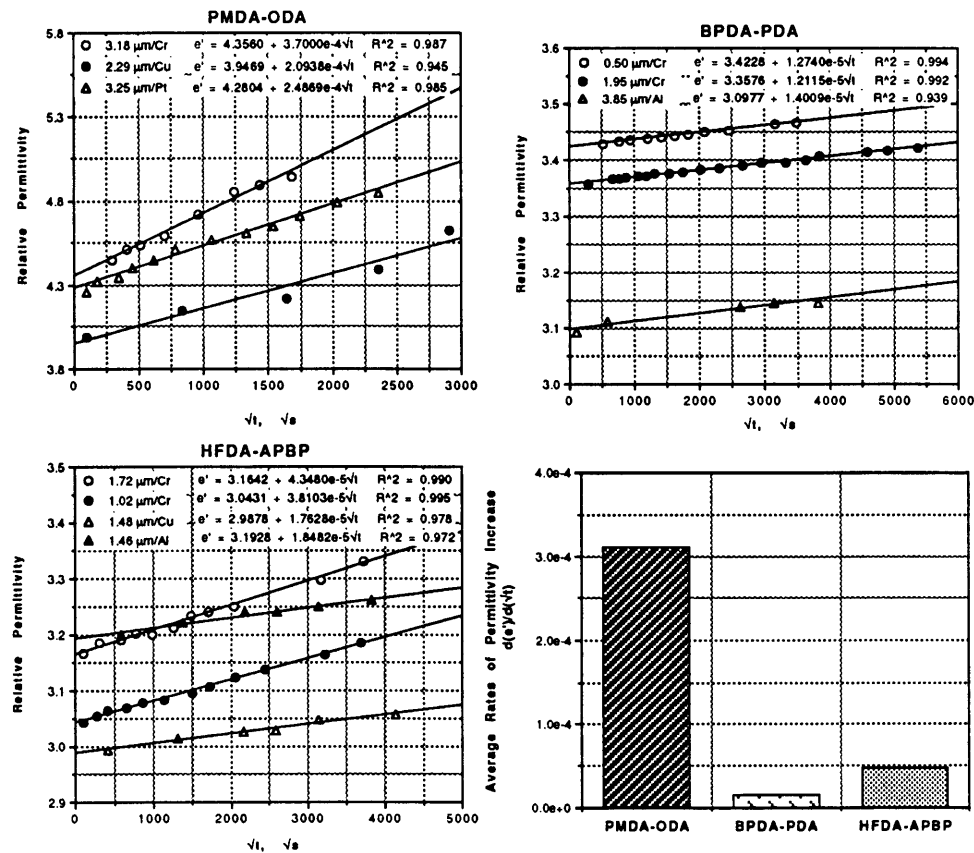 PMDA-ODA
5.8
5.3
4.8
4.3
3.8
Relative Permittivity
3.18 µm/Cr e' = 4.3560 + 3.7000e-4√t R^2 = 0.987
2.29 µm/Cu e' = 3.9469 + 2.0938e-4√t R^2 = 0.945
3.25 µm/Pt e' = 4.2804 + 2.4869e-4√t R^2 = 0.985
0 500 1000 1500 2000 2500 3000
√t, √s
BPDA-PDA
3.6
3.5
3.4
3.3
3.2
3.1
3.0
Relative Permittivity
0.50 µm/Cr e' = 3.4228 + 1.2740e-5√t R^2 = 0.994
1.95 µm/Cr e' = 3.3576 + 1.2115e-5√t R^2 = 0.992
3.85 µm/Al e' = 3.0977 + 1.4009e-5√t R^2 = 0.939
0 1000 2000 3000 4000 5000 6000
√t, √s
HFDA-APBP
3.5
3.4
3.3
3.2
3.1
3.0
2.9
Relative Permittivity
1.72 µm/Cr e' = 3.1642 + 4.3480e-5√t R^2 = 0.990
1.02 µm/Cr e' = 3.0431 + 3.8103e-5√t R^2 = 0.995
1.48 µm/Cu e' = 2.9878 + 1.7628e-5√t R^2 = 0.978
1.46 µm/Al e' = 3.1928 + 1.8482e-5√t R^2 = 0.972
0 1000 2000 3000 4000 5000
√t, √s
4.0e-4
3.0e-4
2.0e-4
1.0e-4
0.0e+0
Average Rates of Permittivity Increase
d(e')/d(√t)
PMDA-ODA BPDA-PDA HFDA-APBP